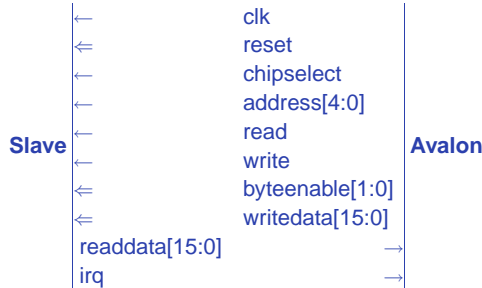 ← clk
⇐ reset
← chipselect
← address[4:0]
Slave ← read Avalon
← write
⇐ byteenable[1:0]
⇐ writedata[15:0]
readdata[15:0] →
irq →